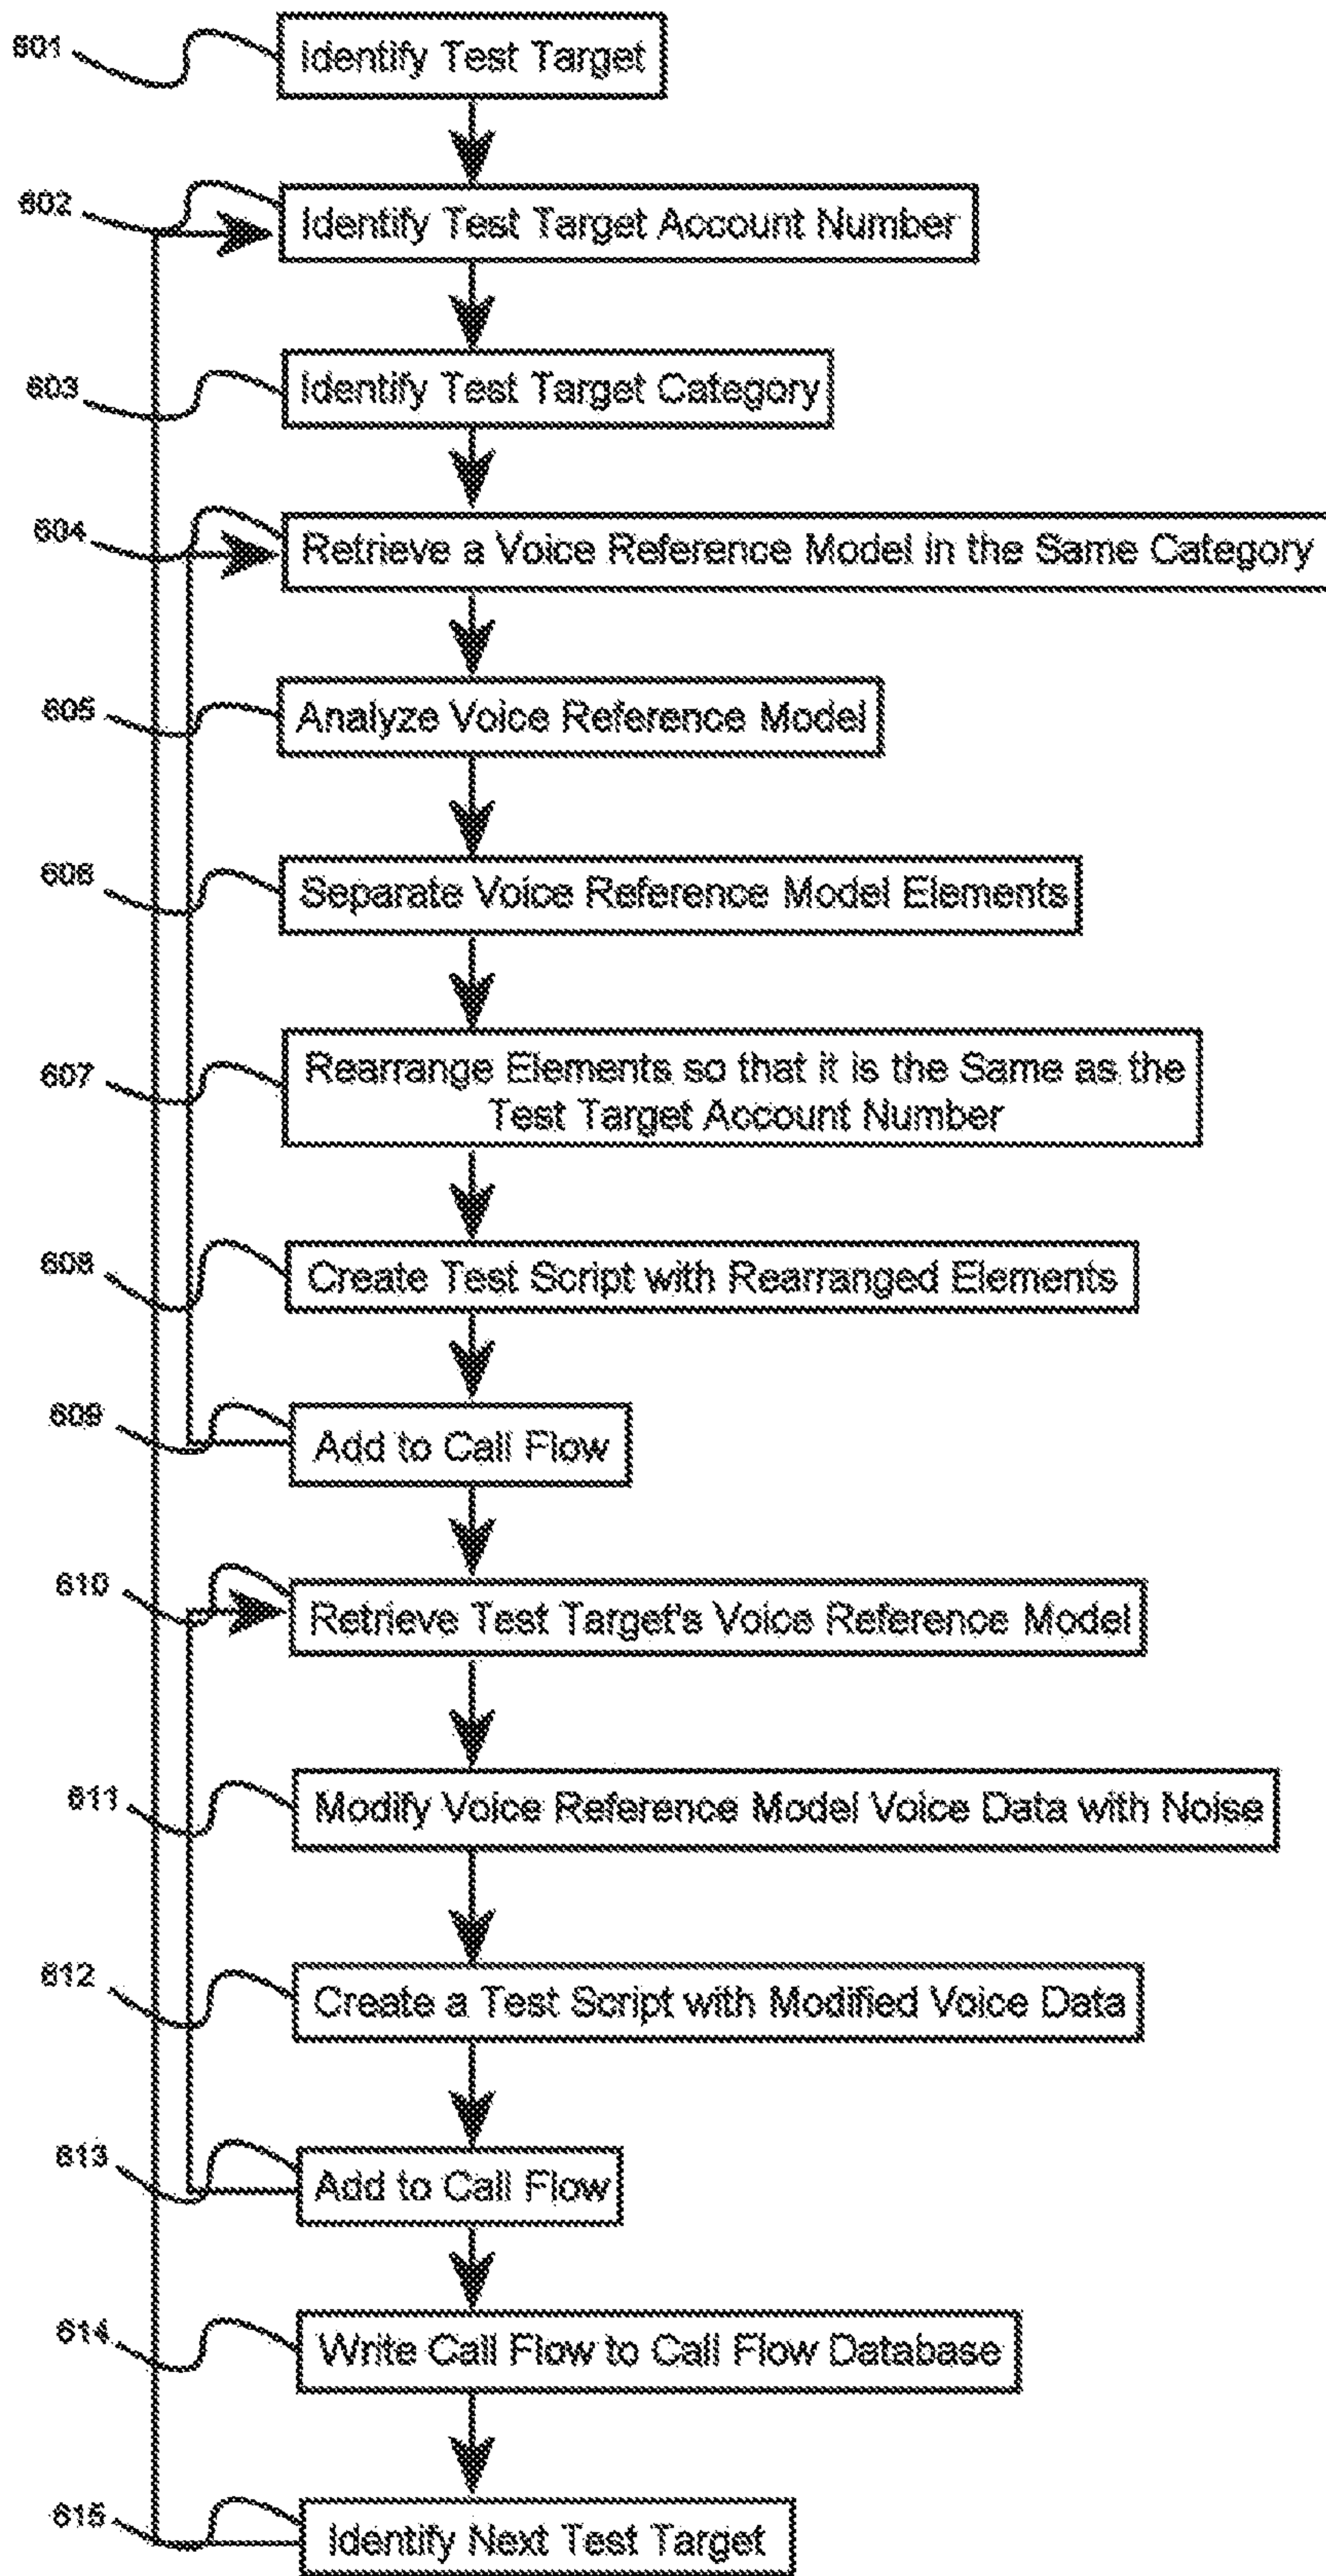 601
Identify Test Target
602
Identify Test Target Account Number
603
Identify Test Target Category
604
Retrieve a Voice Reference Model in the Same Category
605
Analyze Voice Reference Model
606
Separate Voice Reference Model Elements
607
Rearrange Elements so that it is the Same as the
Test Target Account Number
608
Create Test Script with Rearranged Elements
609
Add to Call Flow
610
Retrieve Test Target's Voice Reference Model
611
Modify Voice Reference Model Voice Data with Noise
612
Create a Test Script with Modified Voice Data
613
Add to Call Flow
614
Write Call Flow to Call Flow Database
615
Identify Next Test Target